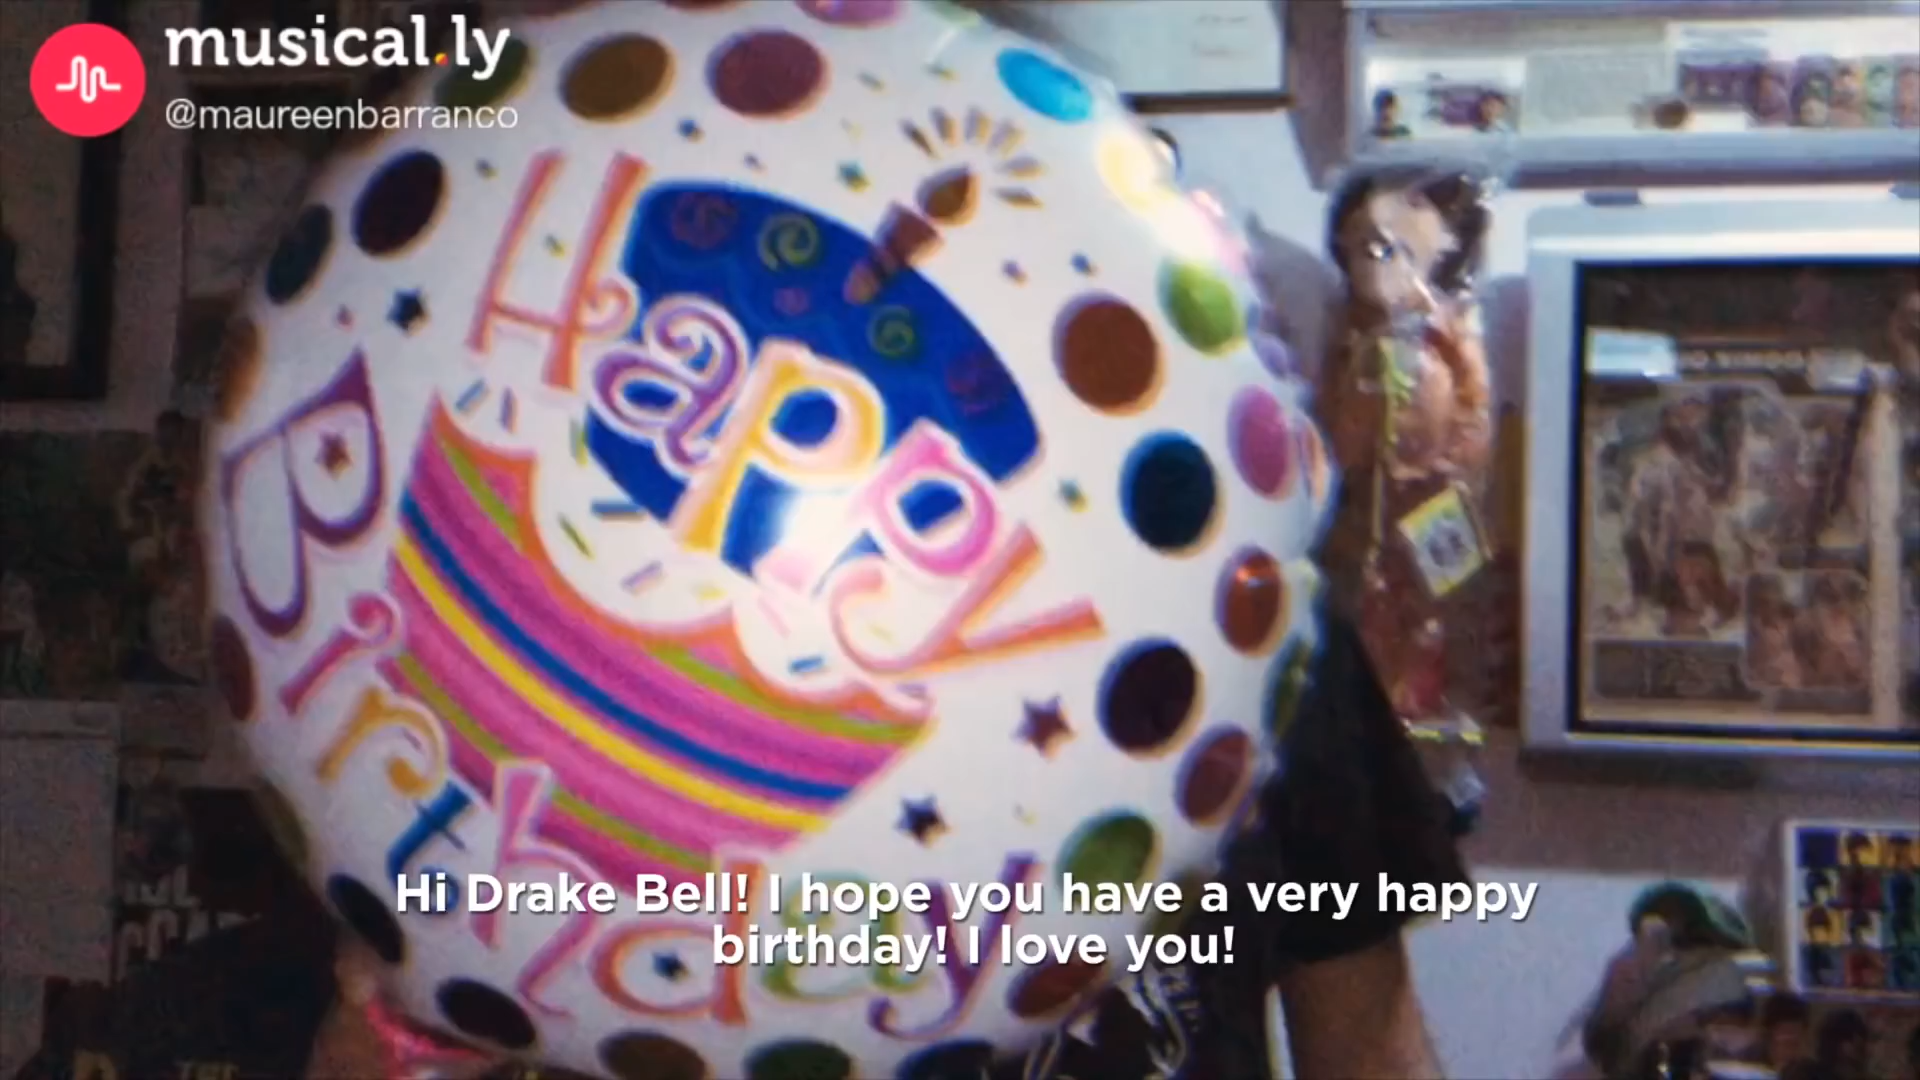 musical.ly
@maureenbarranco
Happy
Birthday
Hi Drake Bell! I hope you have a very happy
birthday! I love you!